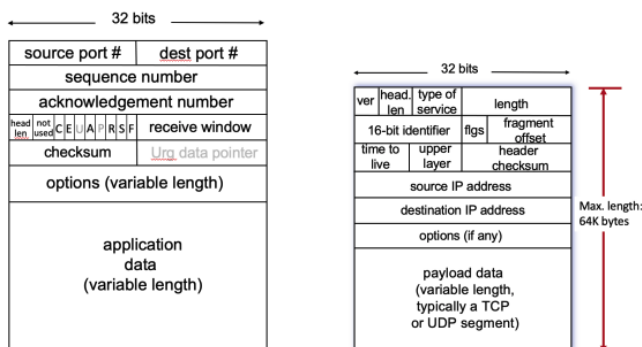 32 bits
source port #   dest port #
sequence number
acknowledgement number
head len   not used   C E U A P R S F   receive window
checksum   Urg data pointer
options (variable length)
application
data
(variable length)
32 bits
ver   head. len   type of service   length
16-bit identifier   flgs   fragment offset
time to live   upper layer   header checksum
source IP address
destination IP address
options (if any)
payload data
(variable length,
typically a TCP
or UDP segment)
Max. length:
64K bytes